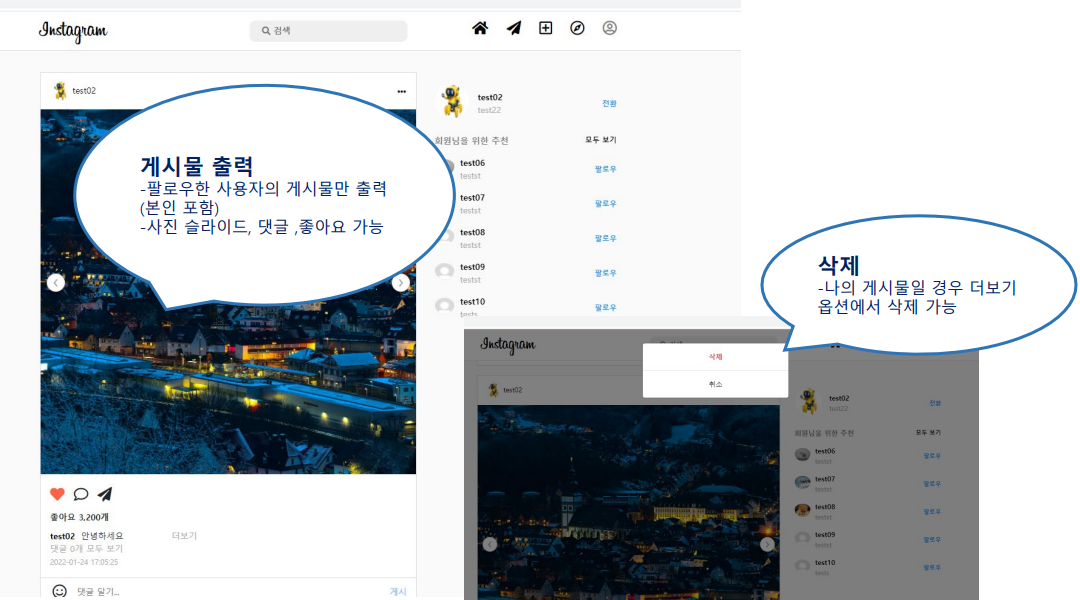 Instagram
검색
test02
test02
test22
전환
회원님을 위한 추천
모두 보기
test06
testst
팔로우
test07
testst
팔로우
test08
testst
팔로우
test09
testst
팔로우
test10
tests
팔로우
게시물 출력
-팔로우한 사용자의 게시물만 출력
(본인 포함)
-사진 슬라이드, 댓글 ,좋아요 가능
좋아요 3,200개
test02 안녕하세요
더보기
댓글 0개 모두 보기
2022-01-24 17:05:25
댓글 달기...
게시
삭제
-나의 게시물일 경우 더보기
옵션에서 삭제 가능
Instagram
삭제
취소
test02
test02
test22
전환
회원님을 위한 추천
모두 보기
test06
testst
팔로우
test07
testst
팔로우
test08
testst
팔로우
test09
testst
팔로우
test10
tests
팔로우